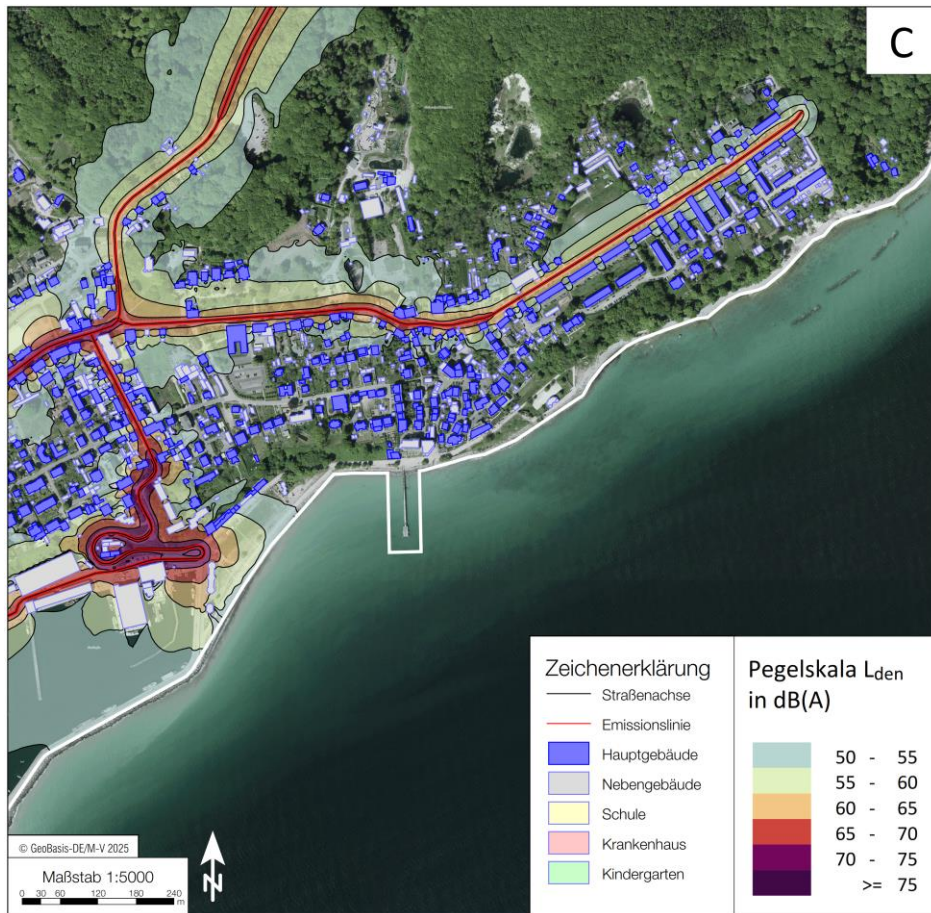 C
Zeichenerklärung
Straßenachse
Emissionslinie
Hauptgebäude
Nebengebäude
Schule
Krankenhaus
Kindergarten
Pegelskala Lden
in dB(A)
50 - 55
55 - 60
60 - 65
65 - 70
70 - 75
>= 75
© GeoBasis-DE/M-V 2025
Maßstab 1:5000
0 30 60 120 180 240
m
N